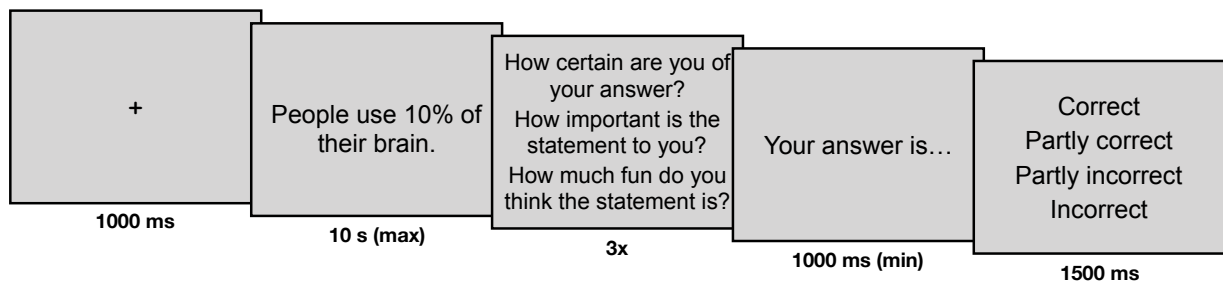 +
1000 ms
People use 10% of
their brain.
10 s (max)
How certain are you of
your answer?
How important is the
statement to you?
How much fun do you
think the statement is?
3x
Your answer is…
1000 ms (min)
Correct
Partly correct
Partly incorrect
Incorrect
1500 ms